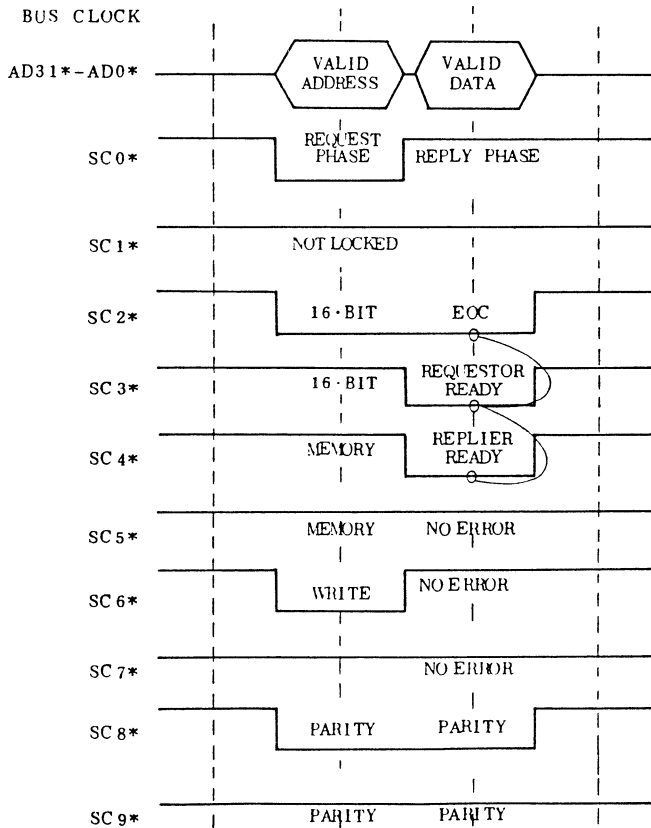 BUS CLOCK
AD31*-AD0*
VALID ADDRESS
VALID DATA
SC0*
REQUEST PHASE
REPLY PHASE
SC1*
NOT LOCKED
SC2*
16·BIT
EOC
SC3*
16·BIT
REQUESTOR READY
SC4*
MEMORY
REPLIER READY
SC5*
MEMORY
NO ERROR
SC6*
WRITE
NO ERROR
SC7*
NO ERROR
SC8*
PARITY
PARITY
SC9*
PARITY
PARITY